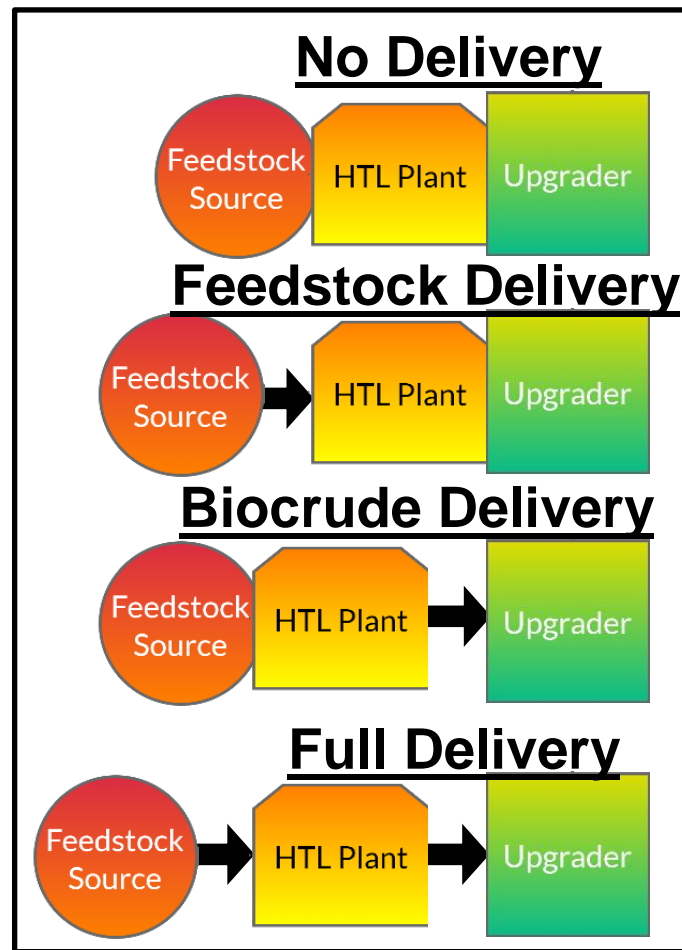 No Delivery
Feedstock
Source
HTL Plant
Upgrader
Feedstock Delivery
Feedstock
Source
HTL Plant
Upgrader
Biocrude Delivery
Feedstock
Source
HTL Plant
Upgrader
Full Delivery
Feedstock
Source
HTL Plant
Upgrader